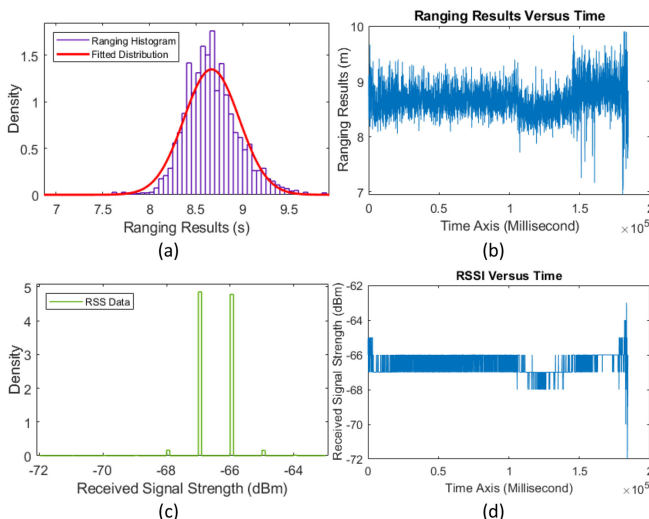 Ranging Histogram
Fitted Distribution
1.5
1
0.5
0
Density
7
7.5
8
8.5
9
9.5
Ranging Results (s)
(a)
Ranging Results Versus Time
10
9
8
7
Ranging Results (m)
0
0.5
1
1.5
2
Time Axis (Millisecond)
×10⁵
(b)
RSS Data
5
4
3
2
1
0
Density
-72
-70
-68
-66
-64
Received Signal Strength (dBm)
(c)
RSSI Versus Time
-62
-64
-66
-68
-70
-72
Received Signal Strength (dBm)
0
0.5
1
1.5
2
Time Axis (Millisecond)
×10⁵
(d)